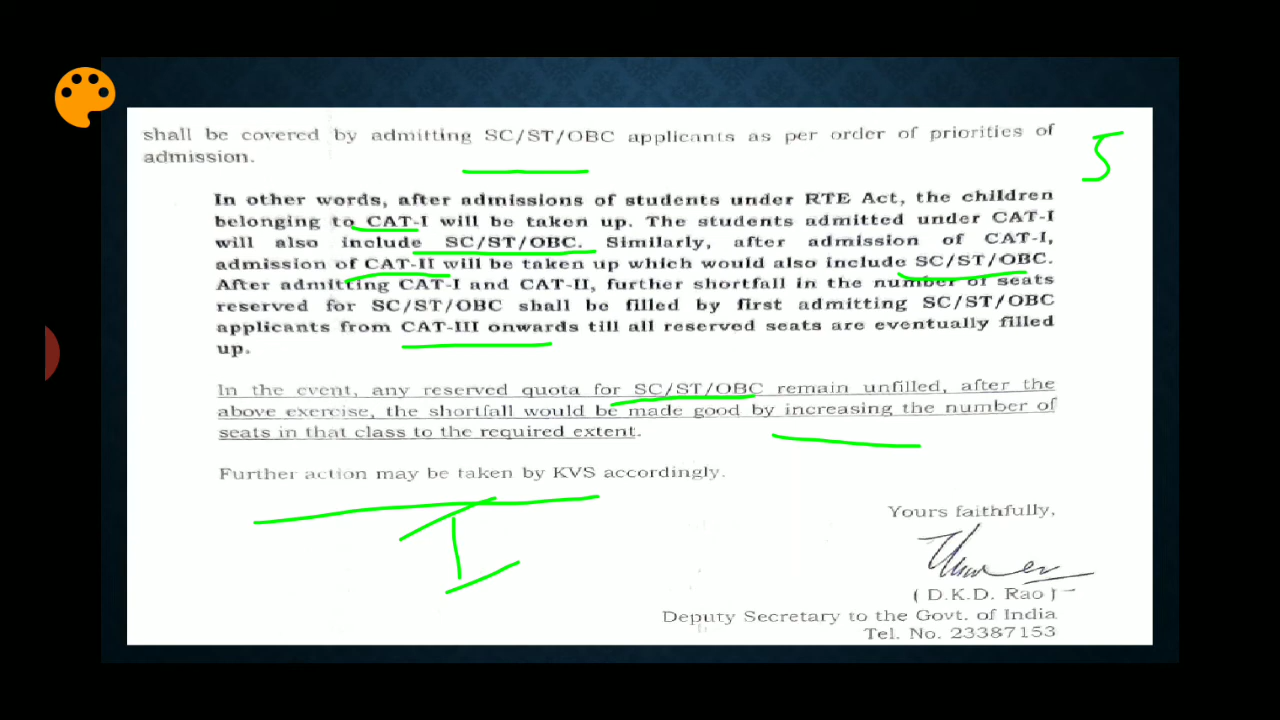 shall be covered by admitting SC/ST/OBC applicants as per order of priorities of
admission.
5
In other words, after admissions of students under RTE Act, the children
belonging to CAT-I will be taken up. The students admitted under CAT-I
will also include SC/ST/OBC. Similarly, after admission of CAT-I,
admission of CAT-II will be taken up which would also include SC/ST/OBC.
After admitting CAT-I and CAT-II, further shortfall in the number of seats
reserved for SC/ST/OBC shall be filled by first admitting SC/ST/OBC
applicants from CAT-III onwards till all reserved seats are eventually filled
up.
In the event, any reserved quota for SC/ST/OBC remain unfilled, after the
above exercise, the shortfall would be made good by increasing the number of
seats in that class to the required extent.
Further action may be taken by KVS accordingly.
I
Yours faithfully,
( D.K.D. Rao )
Deputy Secretary to the Govt. of India
Tel. No. 23387153